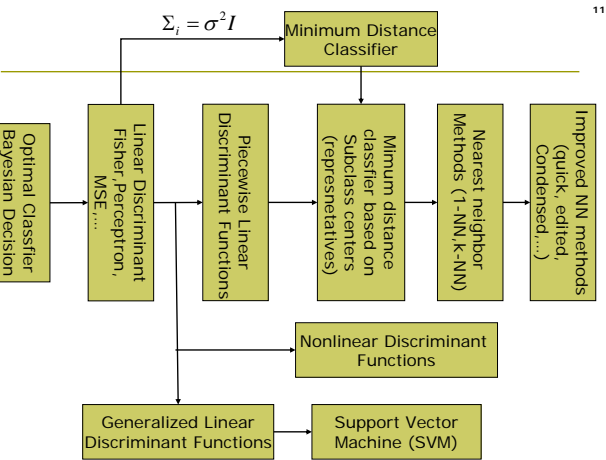 11
Σᵢ = σ²I
Minimum Distance
Classifier
Optimal Classfier
Bayesian Decision
Linear Discriminant
Fisher,Perceptron,
MSE,...
Piecewise Linear
Discriminant Functions
Mimum distance
classfier based on
Subclass centers
(represnetatives)
Nearest neighbor
Methods (1-NN,k-NN)
Improved NN methods
(quick, edited,
Condensed,...)
Nonlinear Discriminant
Functions
Generalized Linear
Discriminant Functions
Support Vector
Machine (SVM)